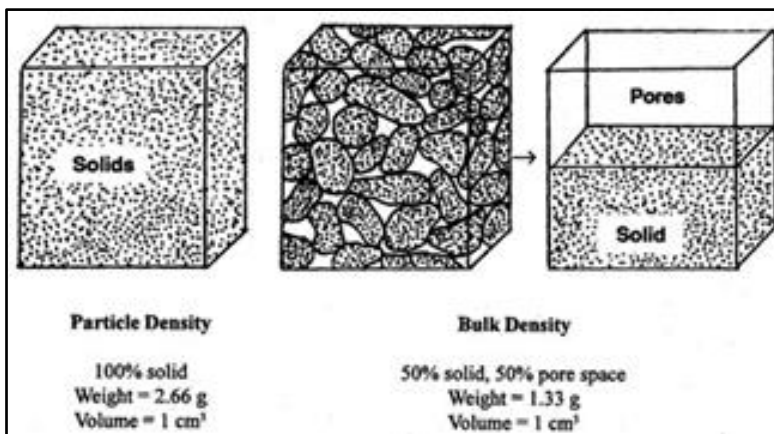 Solids
Pores
Solid
Particle Density
100% solid
Weight = 2.66 g
Volume = 1 cm³
Bulk Density
50% solid, 50% pore space
Weight = 1.33 g
Volume = 1 cm³